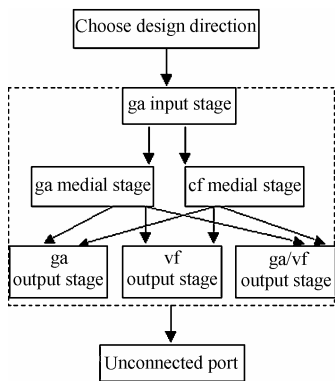 Choose design direction
ga input stage
ga medial stage
cf medial stage
ga
output stage
vf
output stage
ga/vf
output stage
Unconnected port